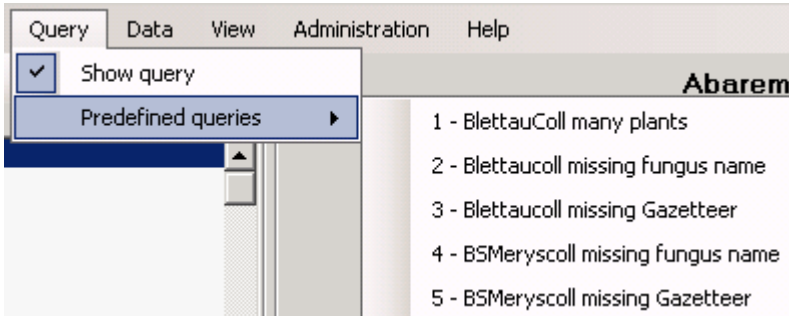 Query Data View Administration Help
Show query
Abarem
Predefined queries
1 - BlettauColl many plants
2 - Blettaucoll missing fungus name
3 - Blettaucoll missing Gazetteer
4 - BSMeryscoll missing fungus name
5 - BSMeryscoll missing Gazetteer